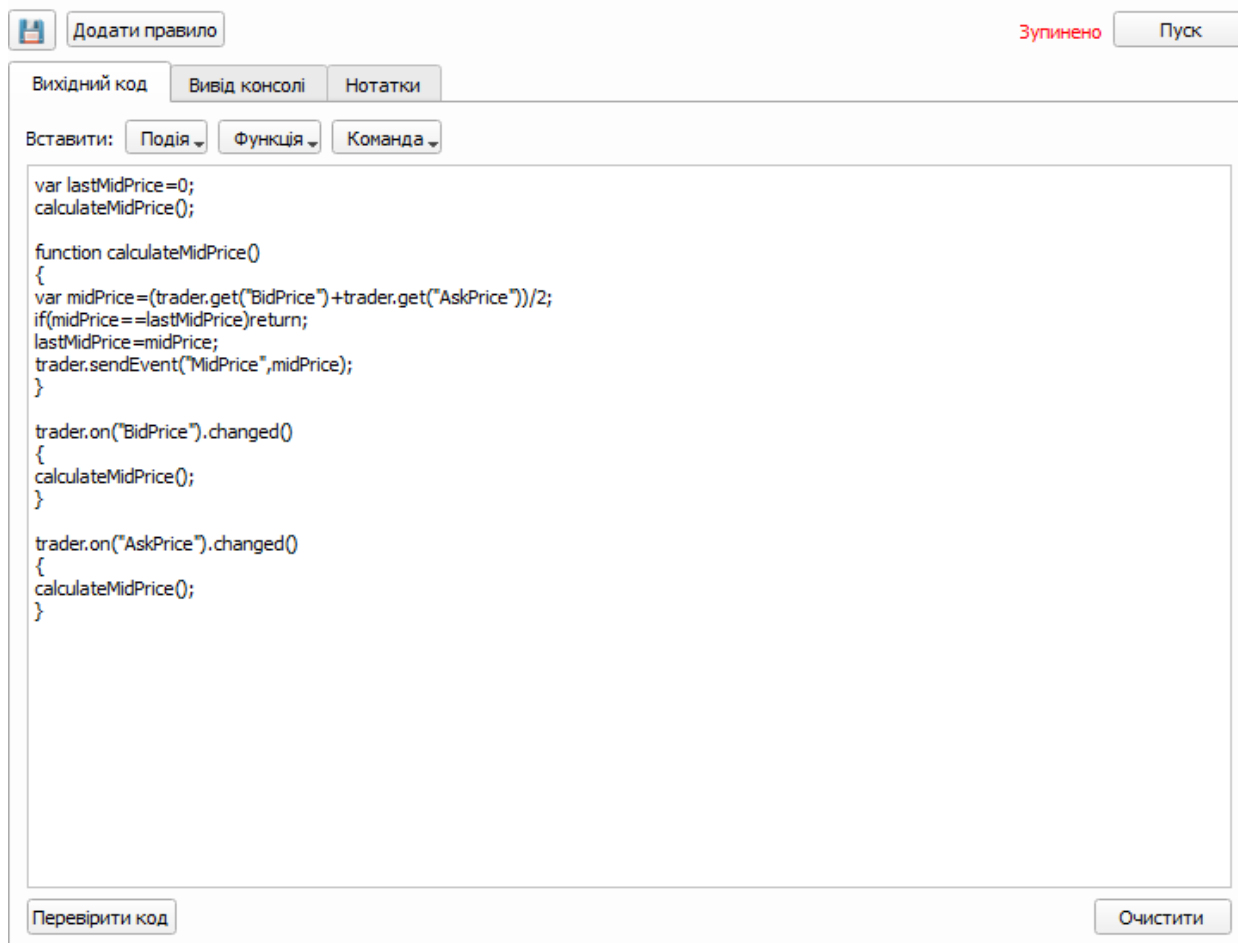 Додати правило
Зупинено
Пуск
Вихідний код
Вивід консолі
Нотатки
Вставити:
Подія
Функція
Команда
var lastMidPrice=0;
calculateMidPrice();
function calculateMidPrice()
{
var midPrice=(trader.get("BidPrice")+trader.get("AskPrice"))/2;
if(midPrice==lastMidPrice)return;
lastMidPrice=midPrice;
trader.sendEvent("MidPrice",midPrice);
}
trader.on("BidPrice").changed()
{
calculateMidPrice();
}
trader.on("AskPrice").changed()
{
calculateMidPrice();
}
Перевірити код
Очистити